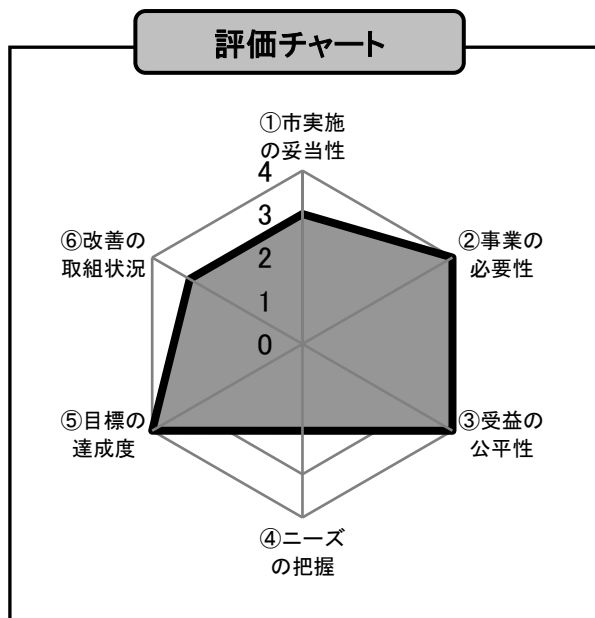 評価チャート
①市実施
の妥当性
4
3
2
1
0
②事業の
必要性
③受益の
公平性
④ニーズ
の把握
⑤目標の
達成度
⑥改善の
取組状況